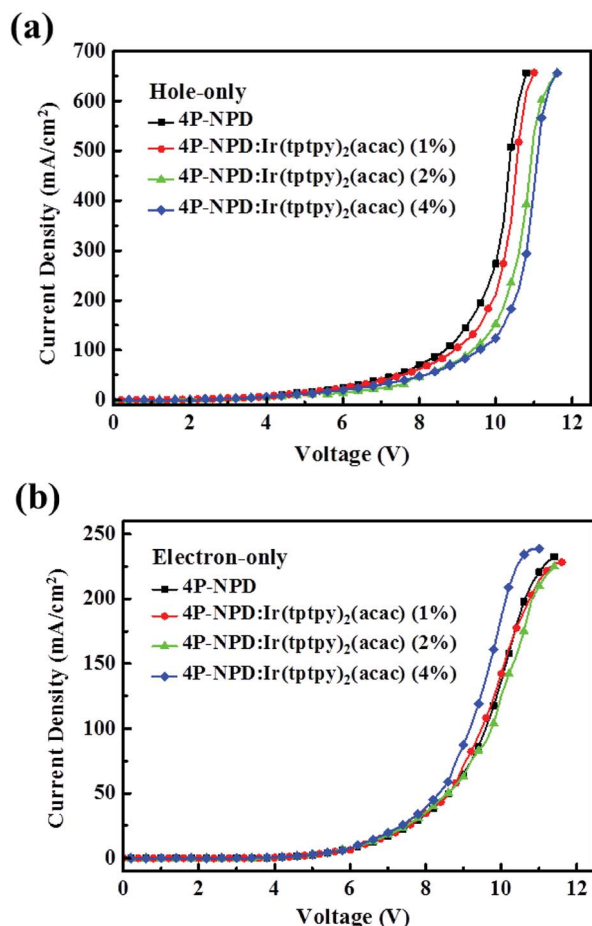 (a)
700
600
500
400
300
200
100
0
Current Density (mA/cm²)
Hole-only
4P-NPD
4P-NPD:Ir(tptpy)₂(acac) (1%)
4P-NPD:Ir(tptpy)₂(acac) (2%)
4P-NPD:Ir(tptpy)₂(acac) (4%)
0 2 4 6 8 10 12
Voltage (V)
(b)
250
200
150
100
50
0
Current Density (mA/cm²)
Electron-only
4P-NPD
4P-NPD:Ir(tptpy)₂(acac) (1%)
4P-NPD:Ir(tptpy)₂(acac) (2%)
4P-NPD:Ir(tptpy)₂(acac) (4%)
0 2 4 6 8 10 12
Voltage (V)